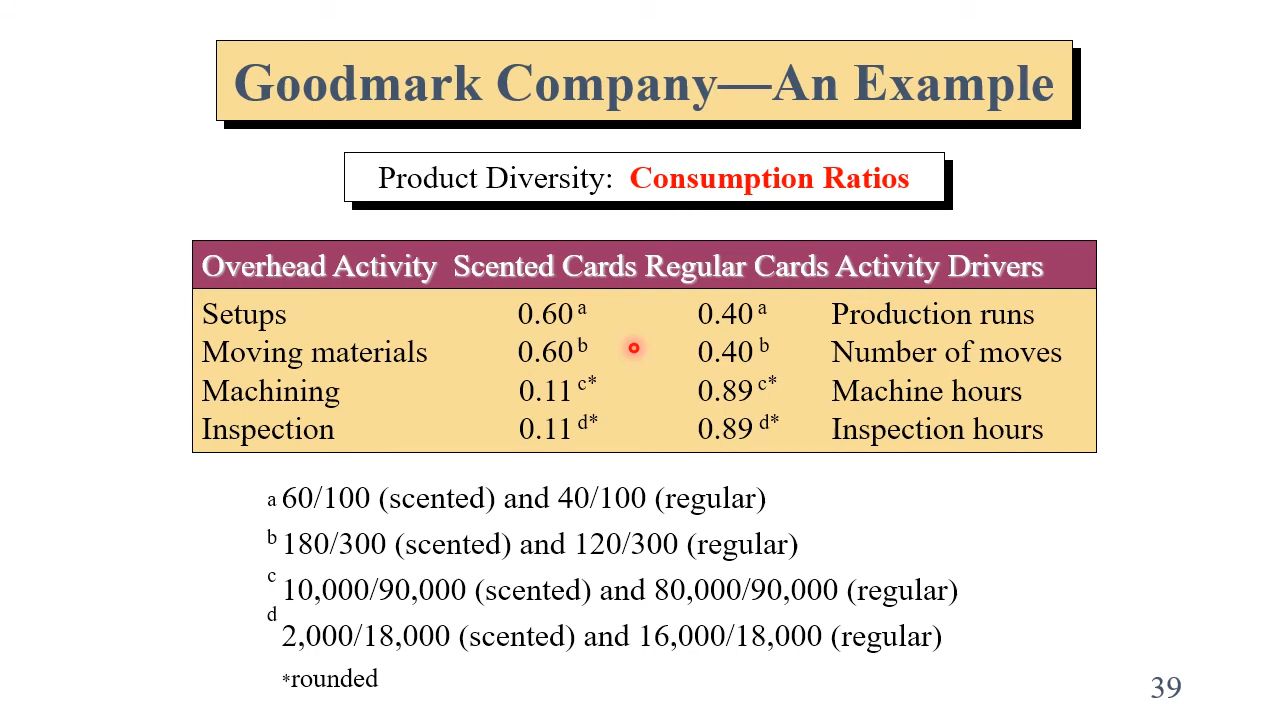 Goodmark Company—An Example
Product Diversity: Consumption Ratios
Overhead Activity Scented Cards Regular Cards Activity Drivers
Setups 0.60 a 0.40 a Production runs
Moving materials 0.60 b 0.40 b Number of moves
Machining 0.11 c* 0.89 c* Machine hours
Inspection 0.11 d* 0.89 d* Inspection hours
a 60/100 (scented) and 40/100 (regular)
b 180/300 (scented) and 120/300 (regular)
c 10,000/90,000 (scented) and 80,000/90,000 (regular)
d 2,000/18,000 (scented) and 16,000/18,000 (regular)
*rounded
39